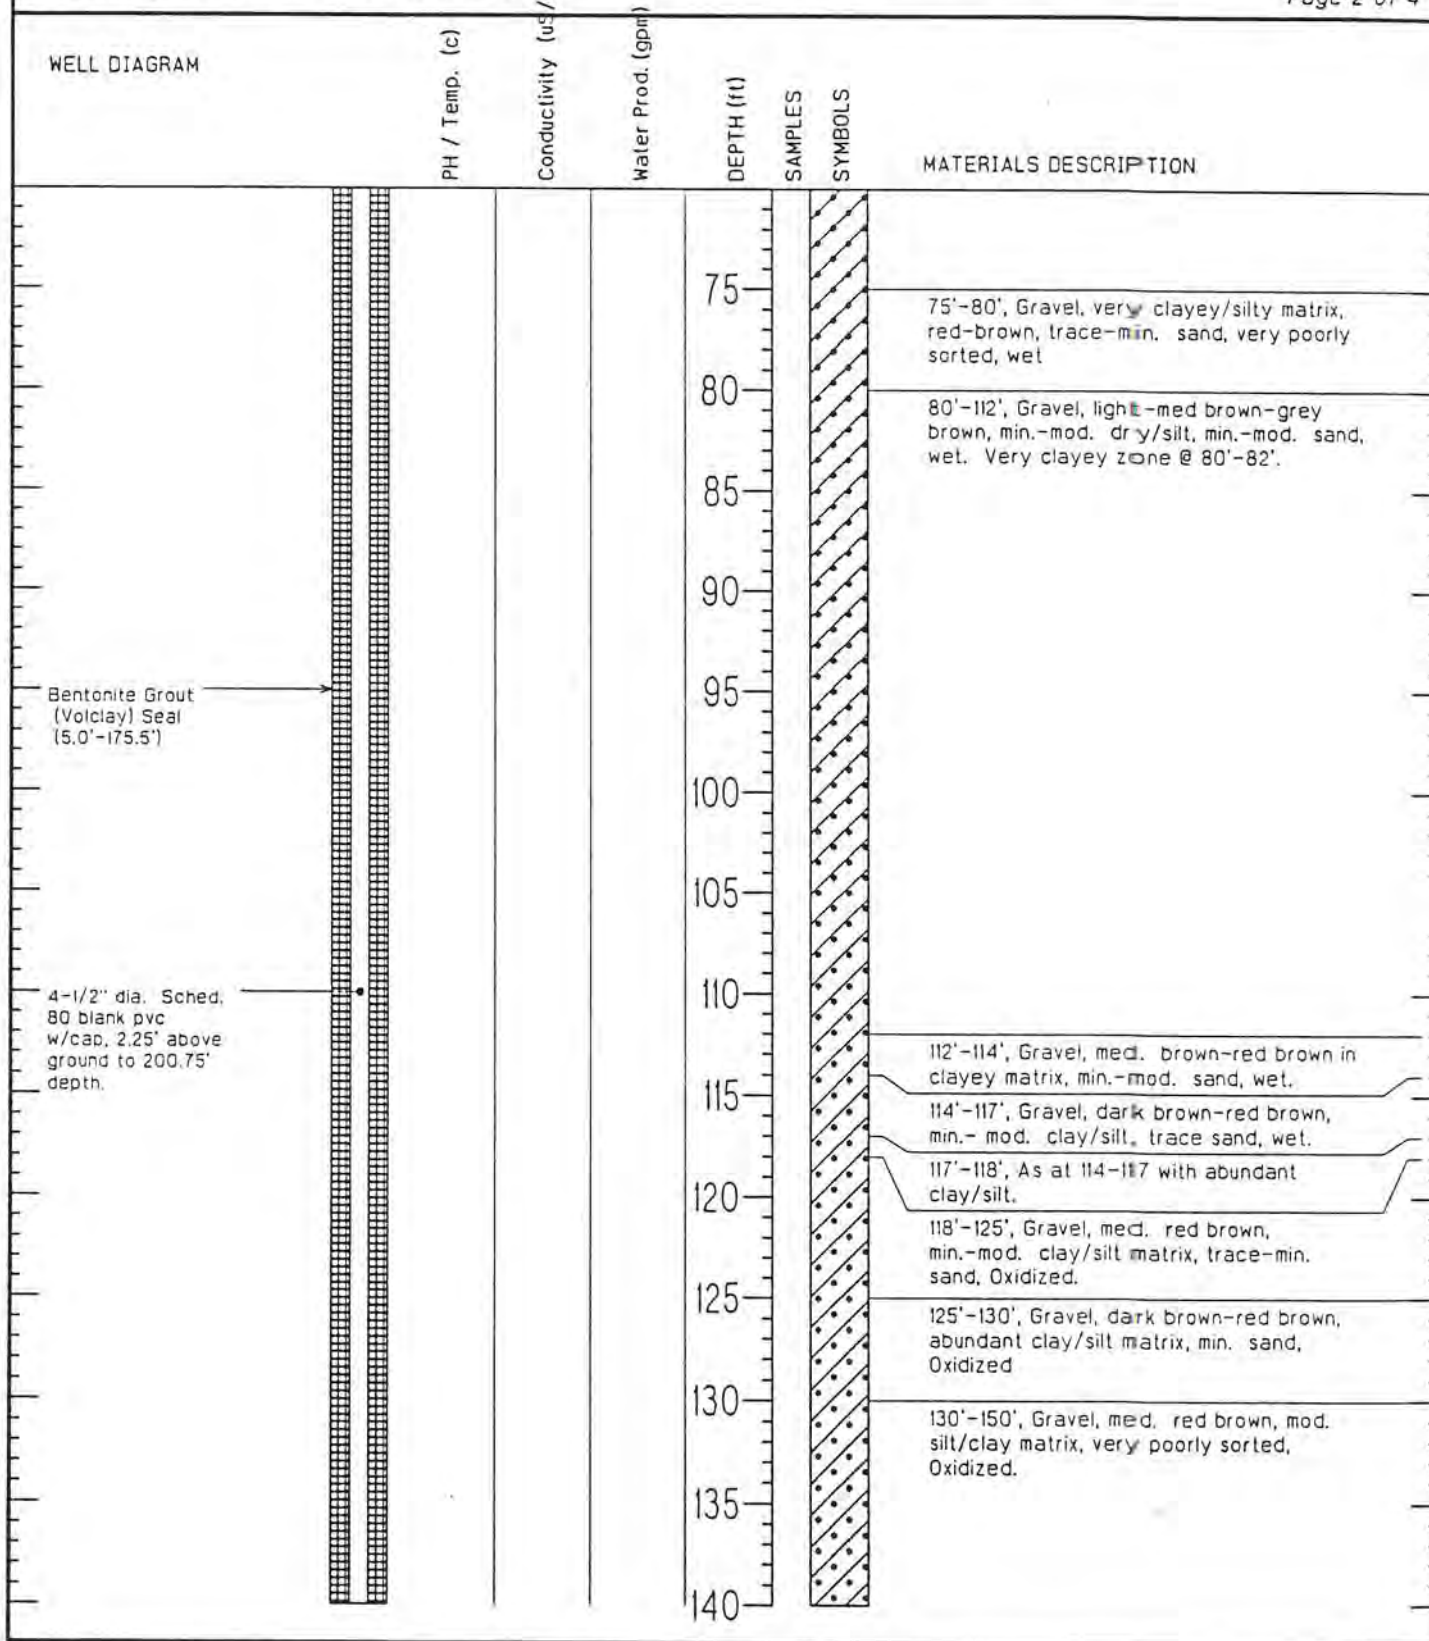 Page 2 of 4
WELL DIAGRAM
PH / Temp. (c)
Conductivity (uS/
Water Prod. (gpm)
DEPTH (ft)
SAMPLES
SYMBOLS
MATERIALS DESCRIPTION
75
75'-80', Gravel, very clayey/silty matrix,
red-brown, trace-min. sand, very poorly
sorted, wet
80
80'-112', Gravel, light-med brown-grey
brown, min.-mod. dry/silt, min.-mod. sand,
wet. Very clayey zone @ 80'-82'.
85
90
95
Bentonite Grout
(Volclay) Seal
(5.0'-175.5')
100
105
110
4-1/2" dia. Sched.
80 blank pvc
w/cap, 2.25' above
ground to 200.75'
depth.
112'-114', Gravel, med. brown-red brown in
clayey matrix, min.-mod. sand, wet.
115
114'-117', Gravel, dark brown-red brown,
min.- mod. clay/silt, trace sand, wet.
117'-118', As at 114-117 with abundant
clay/silt.
120
118'-125', Gravel, med. red brown,
min.-mod. clay/silt matrix, trace-min.
sand, Oxidized.
125
125'-130', Gravel, dark brown-red brown,
abundant clay/silt matrix, min. sand,
Oxidized
130
130'-150', Gravel, med. red brown, mod.
silt/clay matrix, very poorly sorted,
Oxidized.
135
140